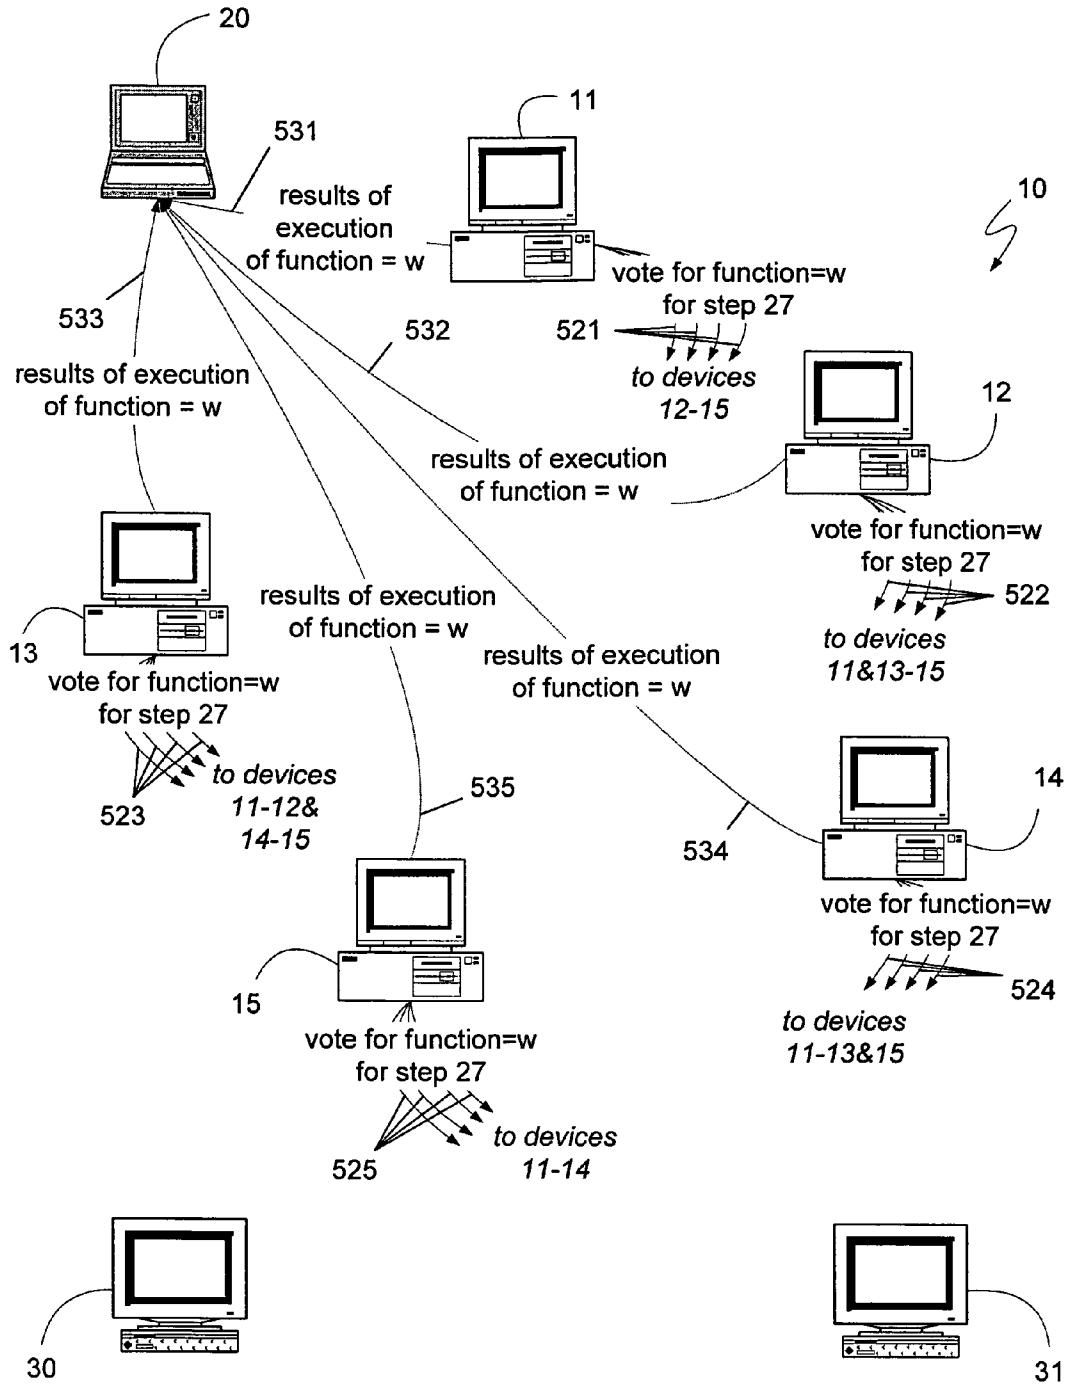 20
11
531
results of
execution
of function = w
10
vote for function=w
for step 27
533
532
521
to devices
12-15
results of execution
of function = w
12
results of execution
of function = w
vote for function=w
for step 27
522
to devices
11&13-15
results of execution
of function = w
13
vote for function=w
for step 27
results of execution
of function = w
523
to devices
11-12&
14-15
535
534
14
vote for function=w
for step 27
524
to devices
11-13&15
15
vote for function=w
for step 27
525
to devices
11-14
30
31